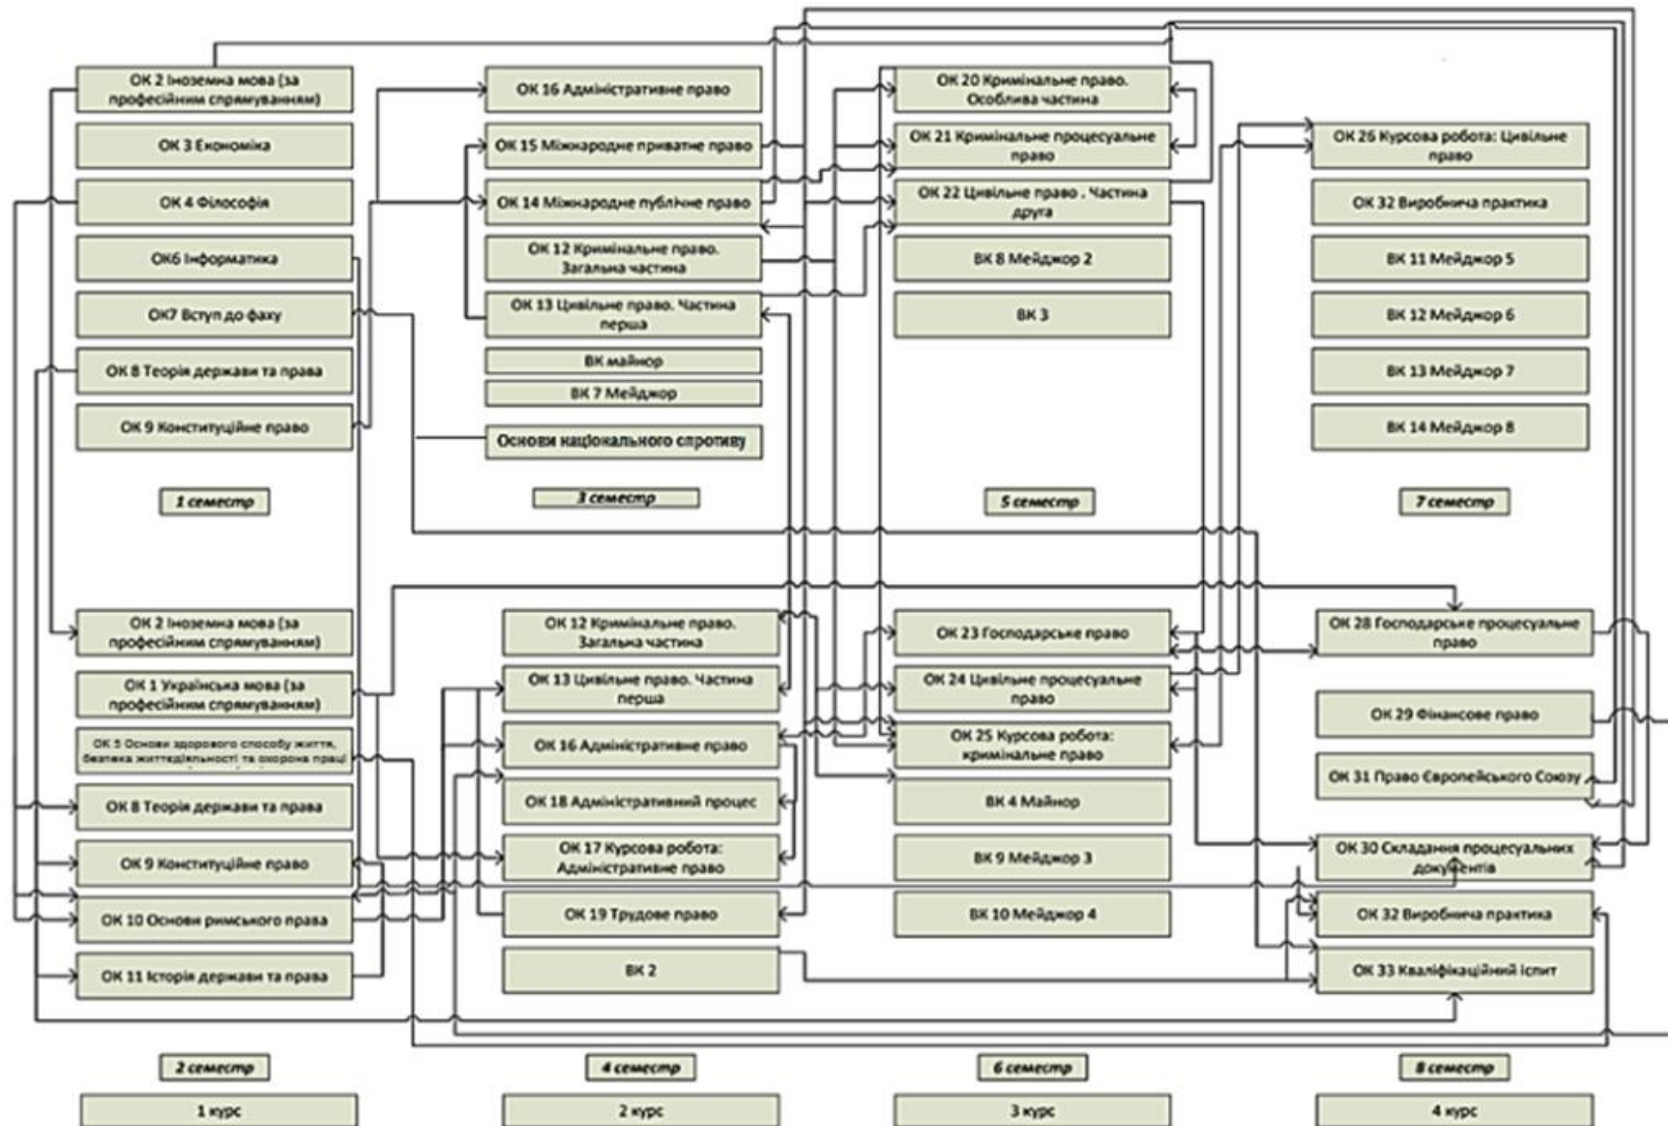 ОК 2 Іноземна мова (за
професійним спрямуванням)
ОК 3 Економіка
ОК 4 Філософія
ОК6 Інформатика
ОК7 Вступ до фаху
ОК 8 Теорія держави та права
ОК 9 Конституційне право
1 семестр
ОК 16 Адміністративне право
ОК 15 Міжнародне приватне право
ОК 14 Міжнародне публічне право
ОК 12 Кримінальне право.
Загальна частина
ОК 13 Цивільне право. Частина
перша
ВК майнор
ВК 7 Мейджор
Основи національного спротиву
3 семестр
ОК 20 Кримінальне право.
Особлива частина
ОК 21 Кримінальне процесуальне
право
ОК 22 Цивільне право . Частина
друга
ВК 8 Мейджор 2
ВК 3
5 семестр
ОК 26 Курсова робота: Цивільне
право
ОК 32 Виробнича практика
ВК 11 Мейджор 5
ВК 12 Мейджор 6
ВК 13 Мейджор 7
ВК 14 Мейджор 8
7 семестр
ОК 2 Іноземна мова (за
професійним спрямуванням)
ОК 1 Українська мова (за
професійним спрямуванням)
ОК 5 Основи здорового способу життя,
безпека життєдіяльності та охорона праці
ОК 8 Теорія держави та права
ОК 9 Конституційне право
ОК 10 Основи римського права
ОК 11 Історія держави та права
2 семестр
1 курс
ОК 12 Кримінальне право.
Загальна частина
ОК 13 Цивільне право. Частина
перша
ОК 16 Адміністративне право
ОК 18 Адміністративний процес
ОК 17 Курсова робота:
Адміністративне право
ОК 19 Трудове право
ВК 2
4 семестр
2 курс
ОК 23 Господарське право
ОК 24 Цивільне процесуальне
право
ОК 25 Курсова робота:
кримінальне право
ВК 4 Майнор
ВК 9 Мейджор 3
ВК 10 Мейджор 4
6 семестр
3 курс
ОК 28 Господарське процесуальне
право
ОК 29 Фінансове право
ОК 31 Право Європейського Союзу
ОК 30 Складання процесуальних
документів
ОК 32 Виробнича практика
ОК 33 Кваліфікаційний іспит
8 семестр
4 курс